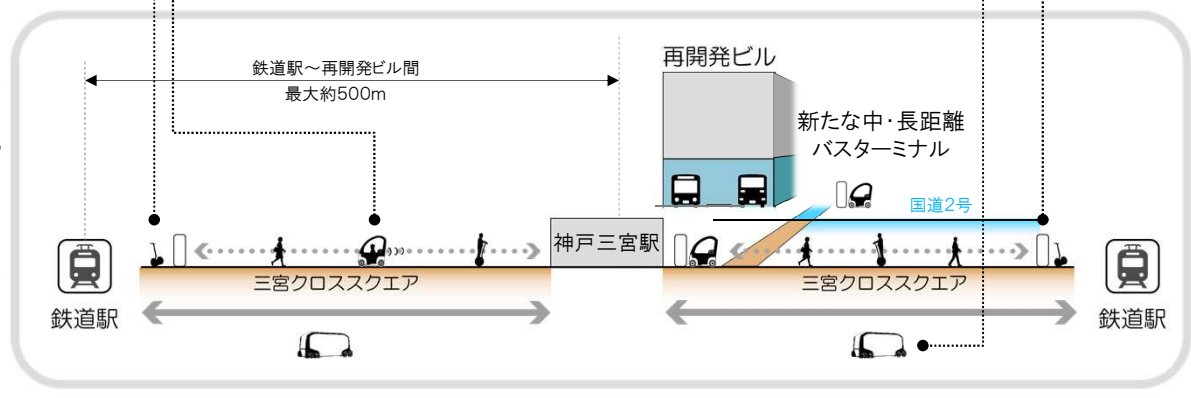 再開発ビル
鉄道駅～再開発ビル間
最大約500m
新たな中・長距離
バスターミナル
国道2号
神戸三宮駅
三宮クロススクエア
三宮クロススクエア
鉄道駅
鉄道駅